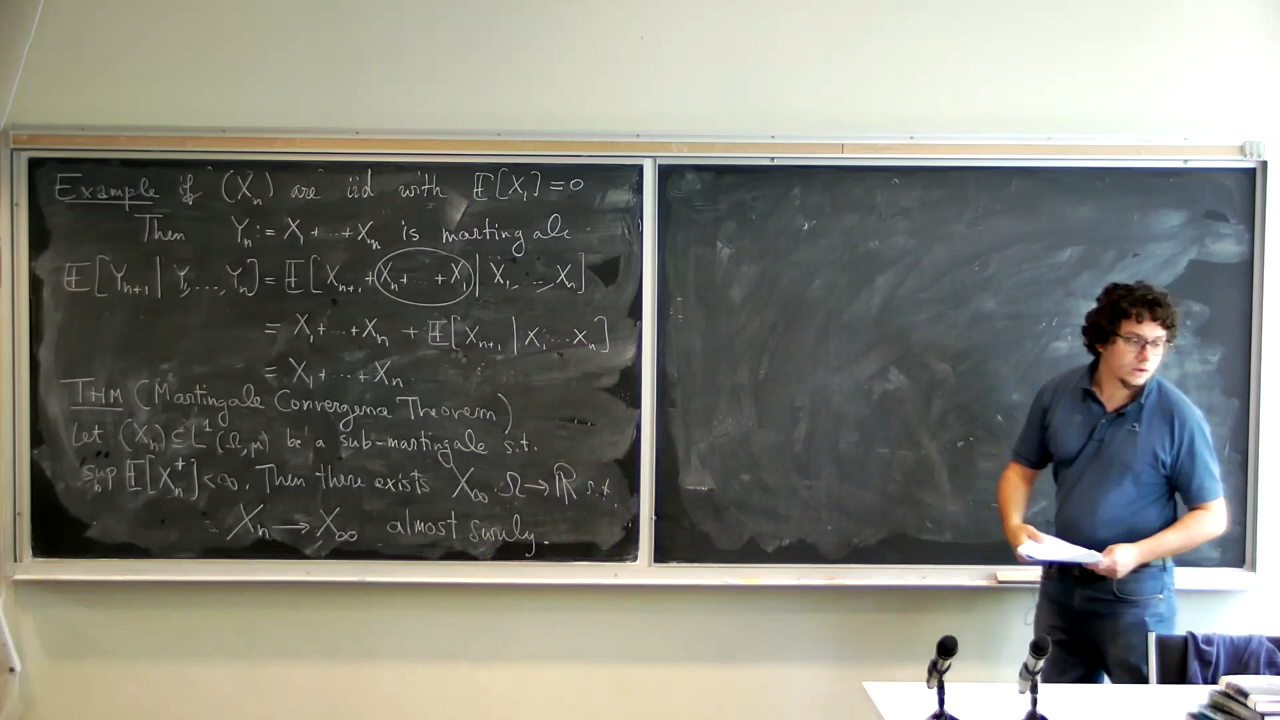 Example if (Xₙ) are iid with 𝔼[X₁]=0
Then Yₙ := X₁+...+Xₙ is martingale
𝔼[Yₙ₊₁ | Y₁,...,Yₙ] = 𝔼[Xₙ₊₁+Xₙ+...+X₁ | X₁,...,Xₙ]
= X₁+...+Xₙ + 𝔼[Xₙ₊₁ | X₁...Xₙ]
= X₁+...+Xₙ
THM (Martingale Convergence Theorem)
Let (Xₙ) ⊆ L¹(Ω,μ) be a sub-martingale s.t.
supₙ 𝔼[Xₙ⁺]<∞. Then there exists X∞: Ω→ℝ s.t.
Xₙ → X∞ almost surely.